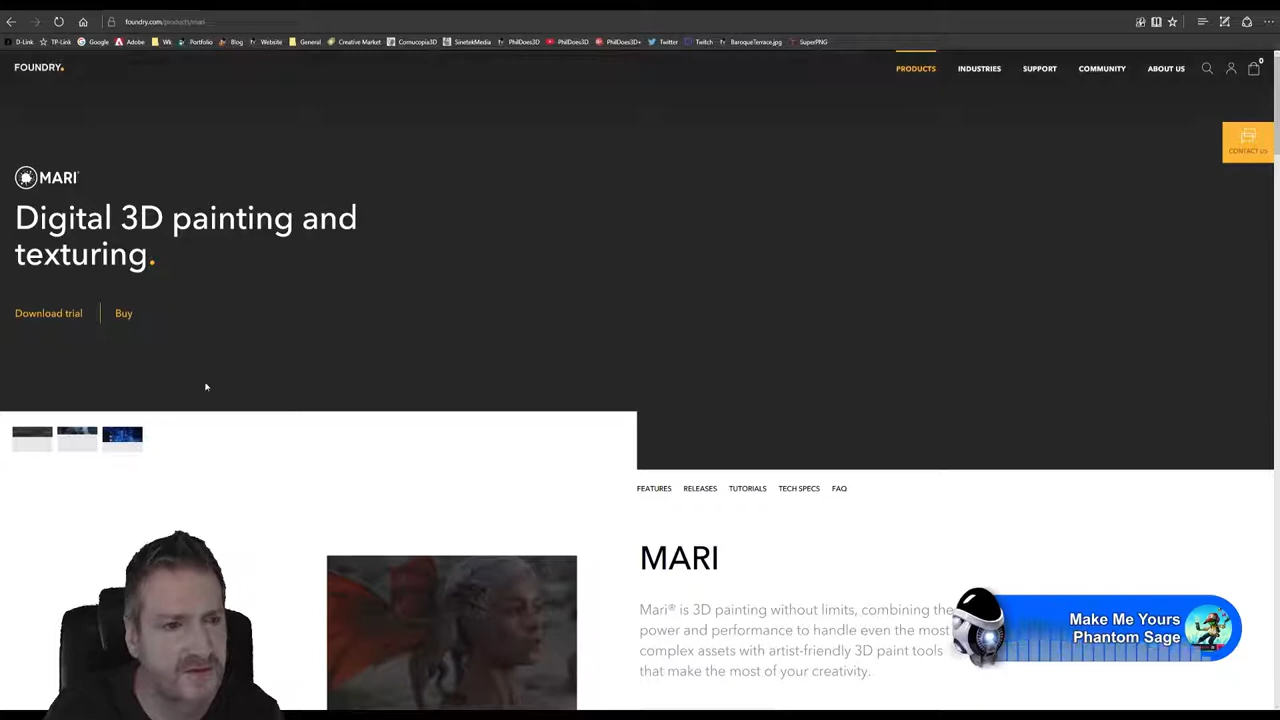 foundry.com/products/mari
D-Link TP-Link Google Adobe Wk Portfolio Blog Website General Creative Market Cornucopia3D SinetekMedia PhilDoes3D PhilDoes3D PhilDoes3D+ Twitter Twitch BaroqueTerrace.jpg SuperPNG
FOUNDRY.
PRODUCTS INDUSTRIES SUPPORT COMMUNITY ABOUT US 0
CONTACT US
MARI
Digital 3D painting and
texturing.
Download trial Buy
FEATURES RELEASES TUTORIALS TECH SPECS FAQ
MARI
Mari® is 3D painting without limits, combining the
power and performance to handle even the most
complex assets with artist-friendly 3D paint tools
that make the most of your creativity.
Make Me Yours
Phantom Sage